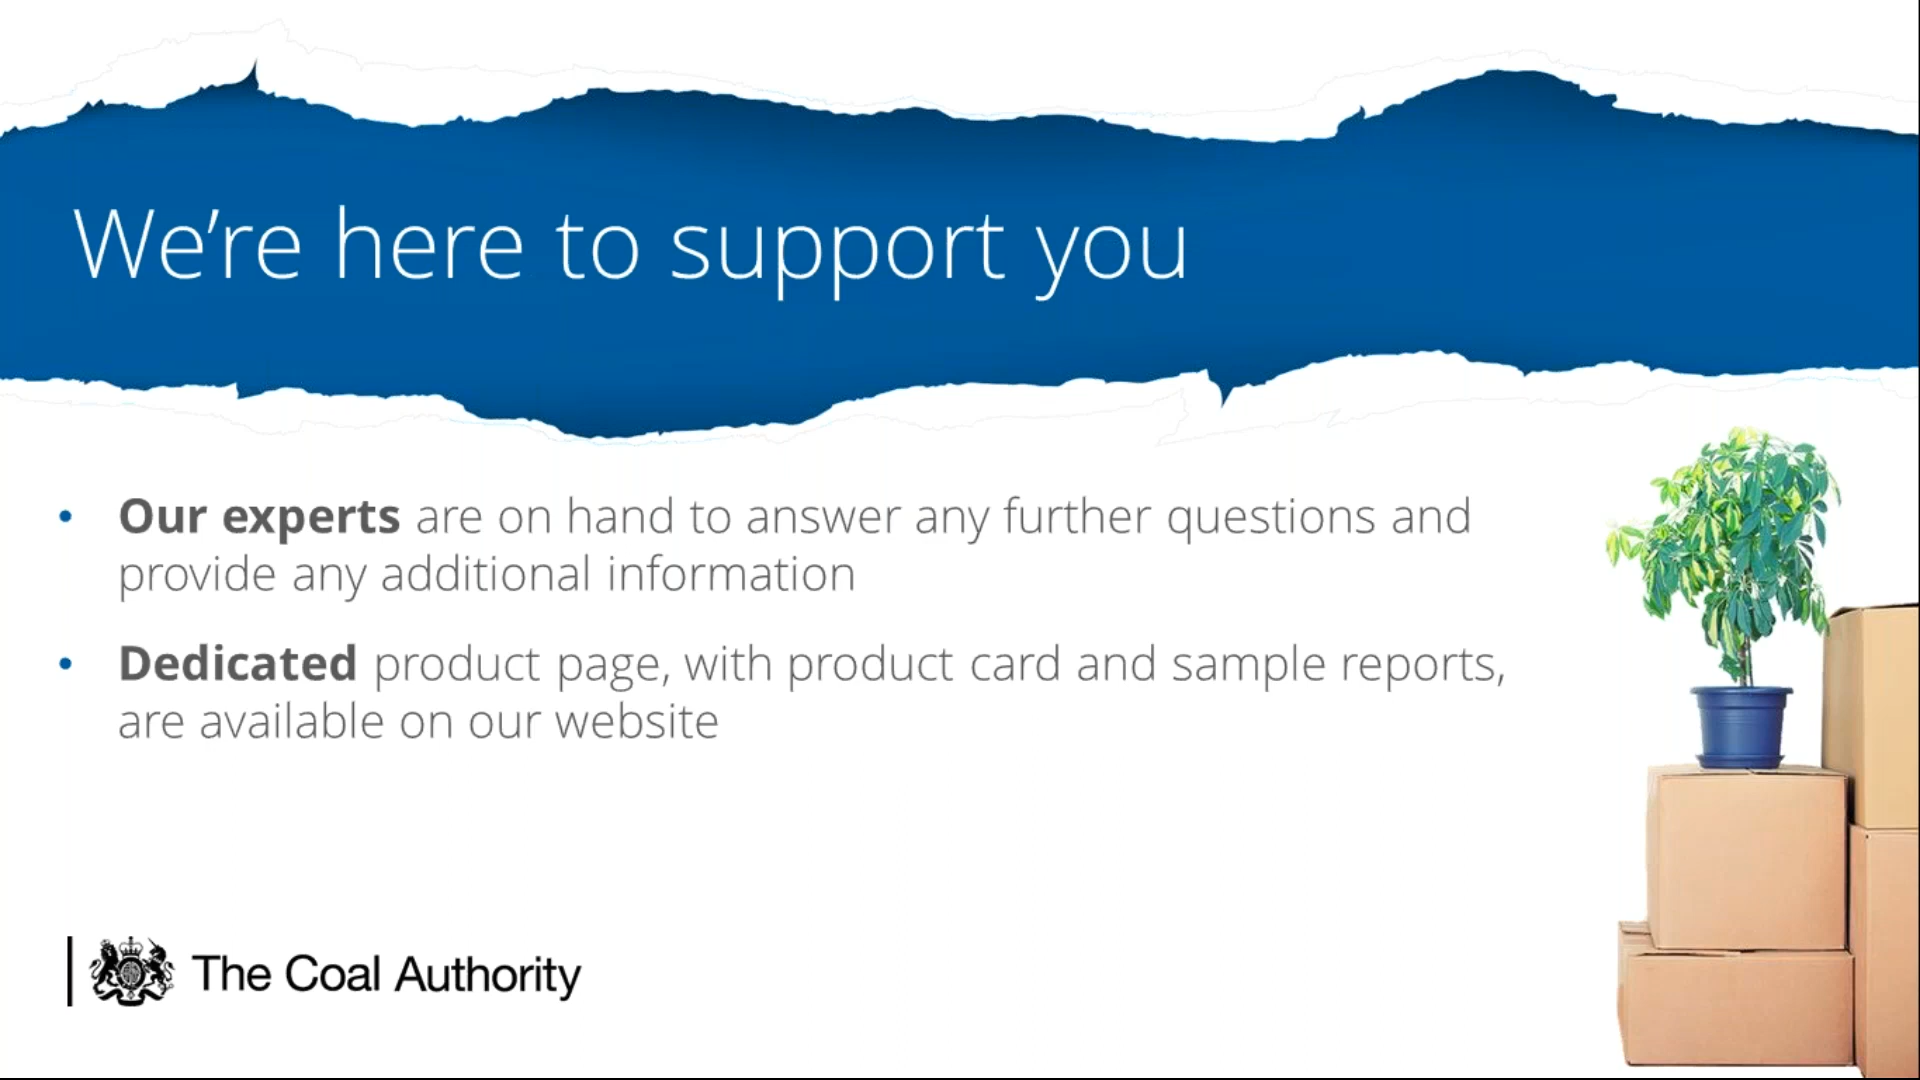 We’re here to support you
• Our experts are on hand to answer any further questions and
provide any additional information
• Dedicated product page, with product card and sample reports,
are available on our website
The Coal Authority